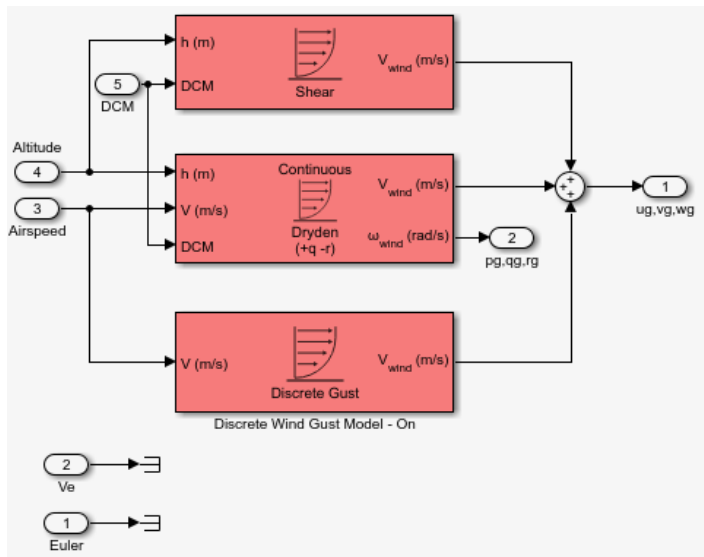 h (m)
V_wind (m/s)
DCM
Shear
5
DCM
Altitude
4
3
Airspeed
Continuous
h (m)
V_wind (m/s)
V (m/s)
Dryden
(+q -r)
DCM
ω_wind (rad/s)
+
+
+
1
ug,vg,wg
2
pg,qg,rg
V (m/s)
V_wind (m/s)
Discrete Gust
Discrete Wind Gust Model - On
2
Ve
1
Euler